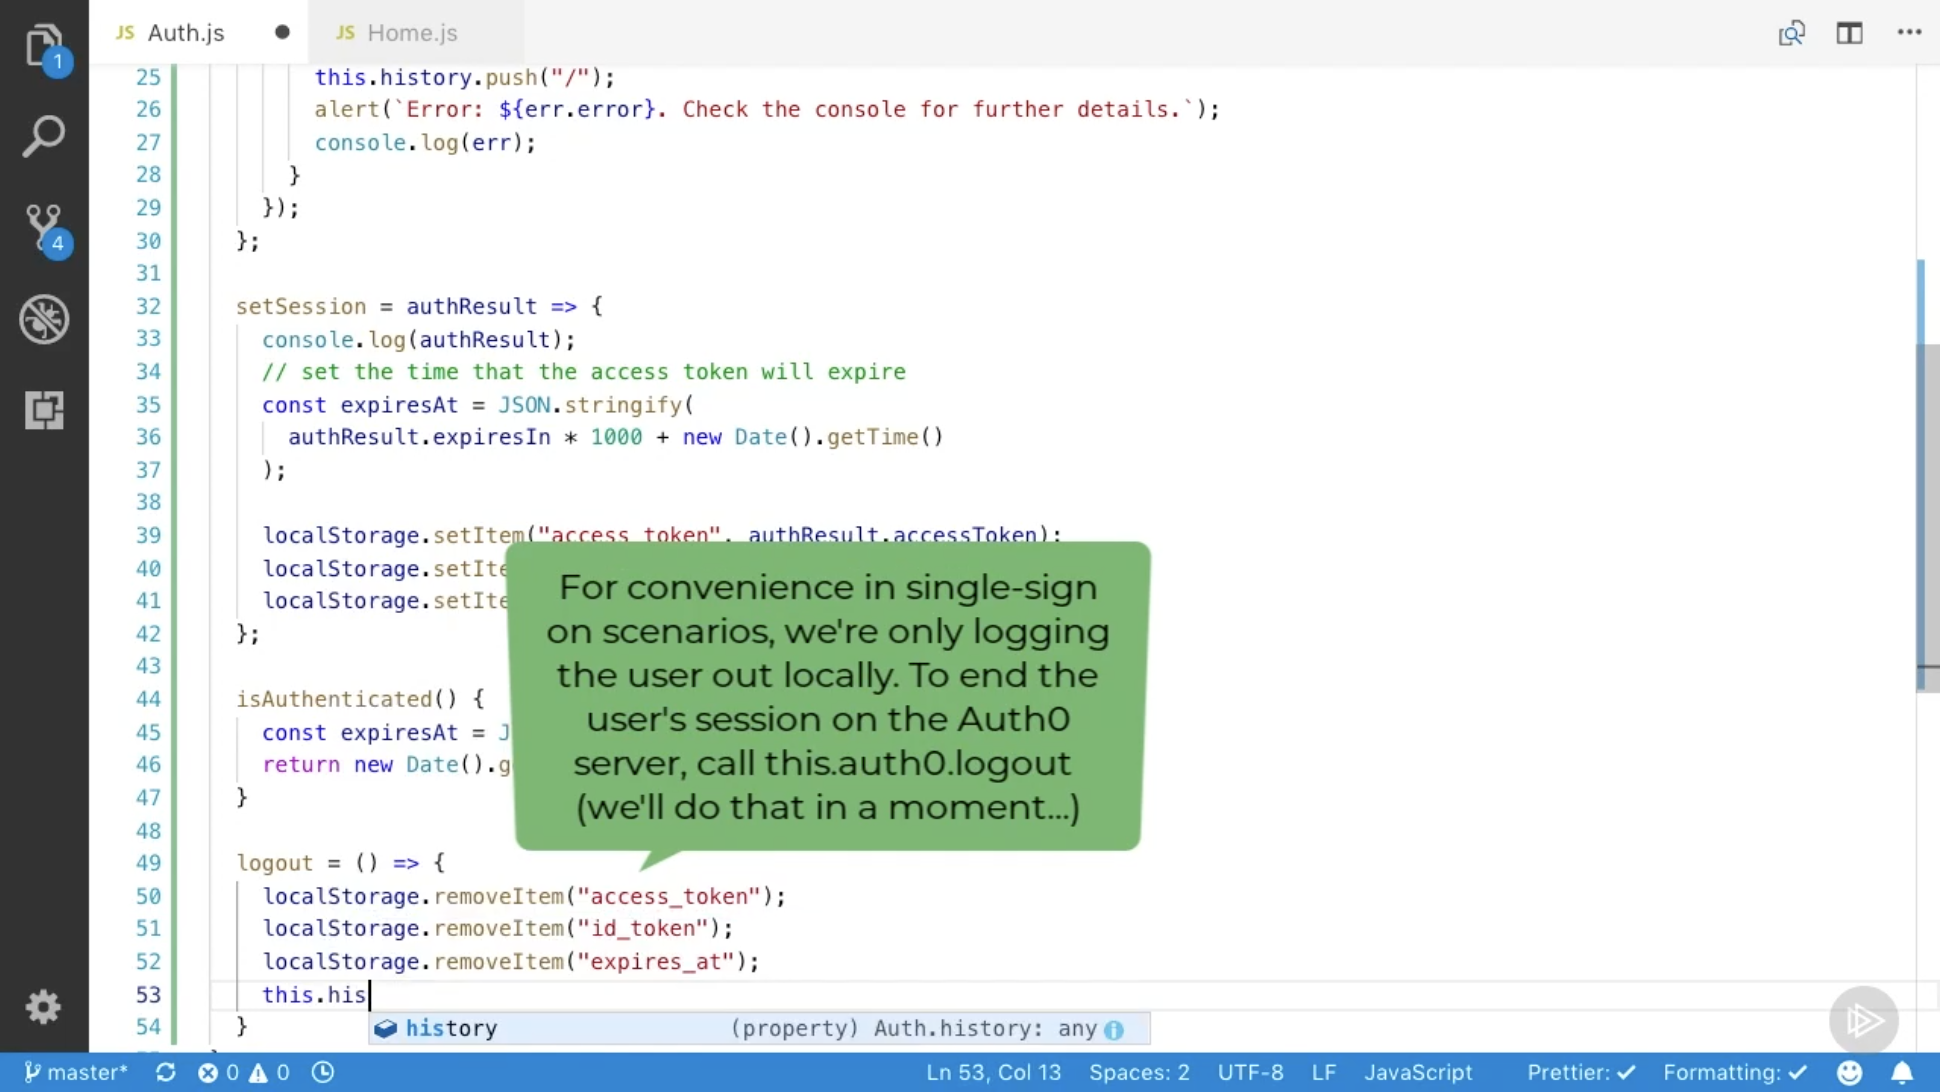 JS Auth.js
JS Home.js
1
4
25 this.history.push("/");
26 alert(`Error: ${err.error}. Check the console for further details.`);
27 console.log(err);
28 }
29 });
30 };
31
32 setSession = authResult => {
33 console.log(authResult);
34 // set the time that the access token will expire
35 const expiresAt = JSON.stringify(
36 authResult.expiresIn * 1000 + new Date().getTime()
37 );
38
39 localStorage.setItem("access_token", authResult.accessToken);
40 localStorage.setIte
41 localStorage.setIte
42 };
43
44 isAuthenticated() {
45 const expiresAt = J
46 return new Date().g
47 }
48
For convenience in single-sign
on scenarios, we're only logging
the user out locally. To end the
user's session on the Auth0
server, call this.auth0.logout
(we'll do that in a moment...)
49 logout = () => {
50 localStorage.removeItem("access_token");
51 localStorage.removeItem("id_token");
52 localStorage.removeItem("expires_at");
53 this.his
54 }
history (property) Auth.history: any
master* 0 0 Ln 53, Col 13 Spaces: 2 UTF-8 LF JavaScript Prettier: ✓ Formatting: ✓